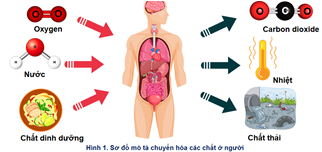 Oxygen
Carbon dioxide
Nước
Nhiệt
Chất dinh dưỡng
Chất thải
Hình 1. Sơ đồ mô tả chuyển hóa các chất ở người